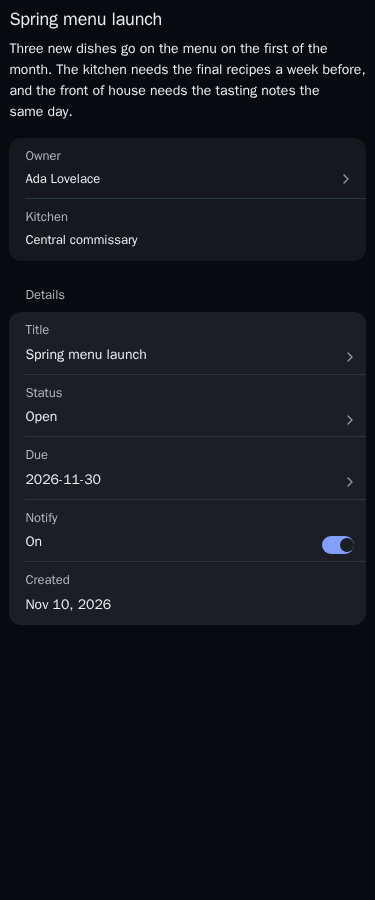 Spring menu launch
Three new dishes go on the menu on the first of the
month. The kitchen needs the final recipes a week before,
and the front of house needs the tasting notes the
same day.
Owner
Ada Lovelace
Kitchen
Central commissary
Details
Title
Spring menu launch
Status
Open
Due
2026-11-30
Notify
On
Created
Nov 10, 2026